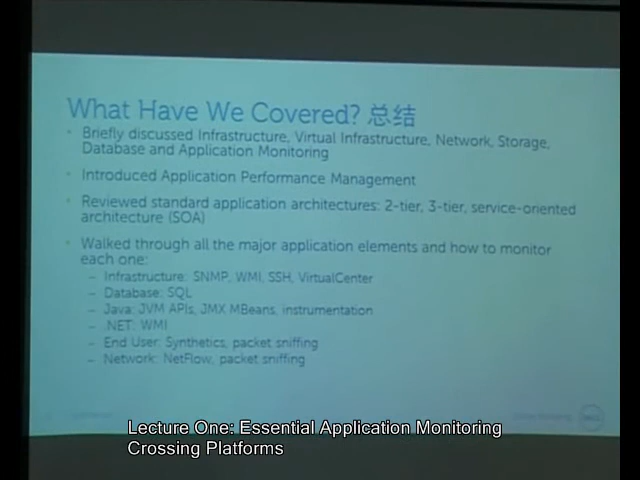 What Have We Covered? 总结
• Briefly discussed Infrastructure, Virtual Infrastructure, Network, Storage,
Database and Application Monitoring
• Introduced Application Performance Management
• Reviewed standard application architectures: 2-tier, 3-tier, service-oriented
architecture (SOA)
• Walked through all the major application elements and how to monitor
each one:
– Infrastructure: SNMP, WMI, SSH, VirtualCenter
– Database: SQL
– Java: JVM APIs, JMX MBeans, instrumentation
– .NET: WMI
– End User: Synthetics, packet sniffing
– Network: NetFlow, packet sniffing
Lecture One: Essential Application Monitoring
Crossing Platforms